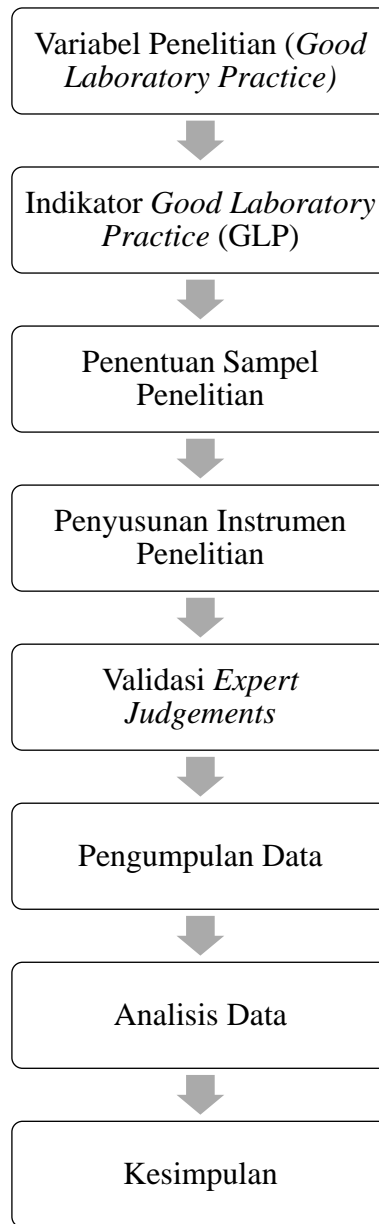 Variabel Penelitian (Good
Laboratory Practice)
Indikator Good Laboratory
Practice (GLP)
Penentuan Sampel
Penelitian
Penyusunan Instrumen
Penelitian
Validasi Expert
Judgements
Pengumpulan Data
Analisis Data
Kesimpulan